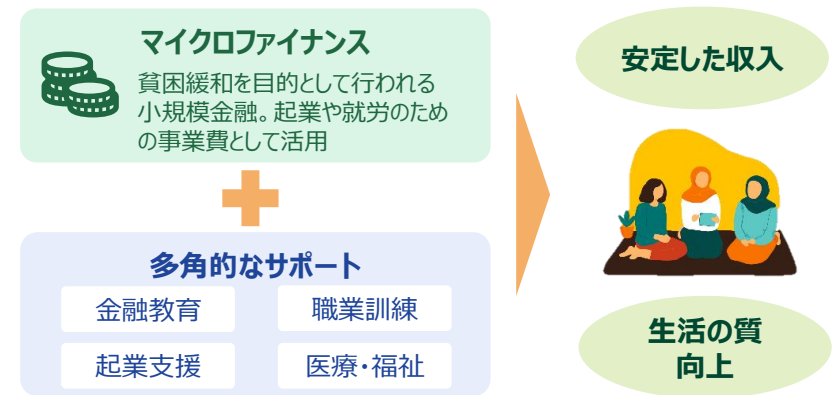 マイクロファイナンス
貧困緩和を目的として行われる
小規模金融。起業や就労のため
の事業費として活用
多角的なサポート
金融教育
職業訓練
起業支援
医療・福祉
安定した収入
生活の質
向上